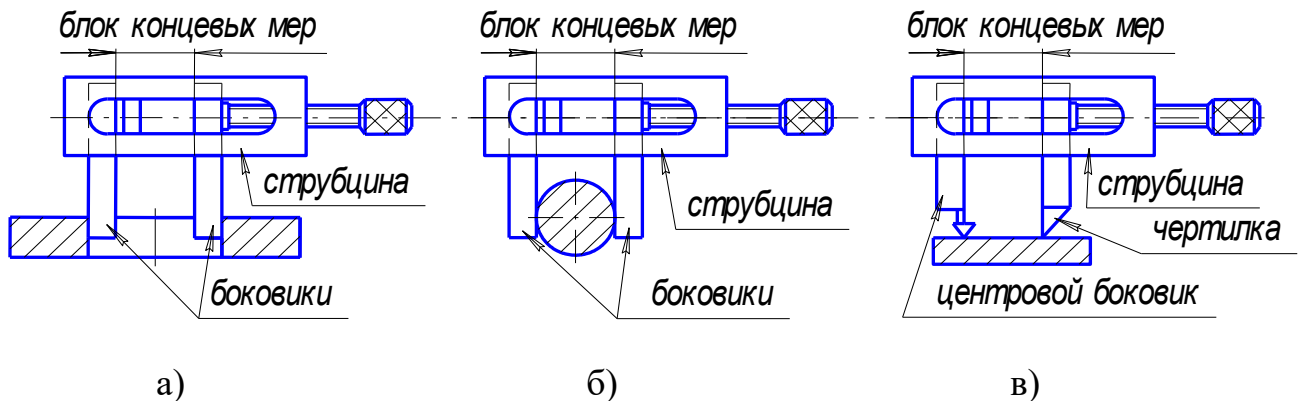 блок концевых мер
блок концевых мер
блок концевых мер
струбцина
струбцина
струбцина
чертилка
боковики
боковики
центровой боковик
а)
б)
в)